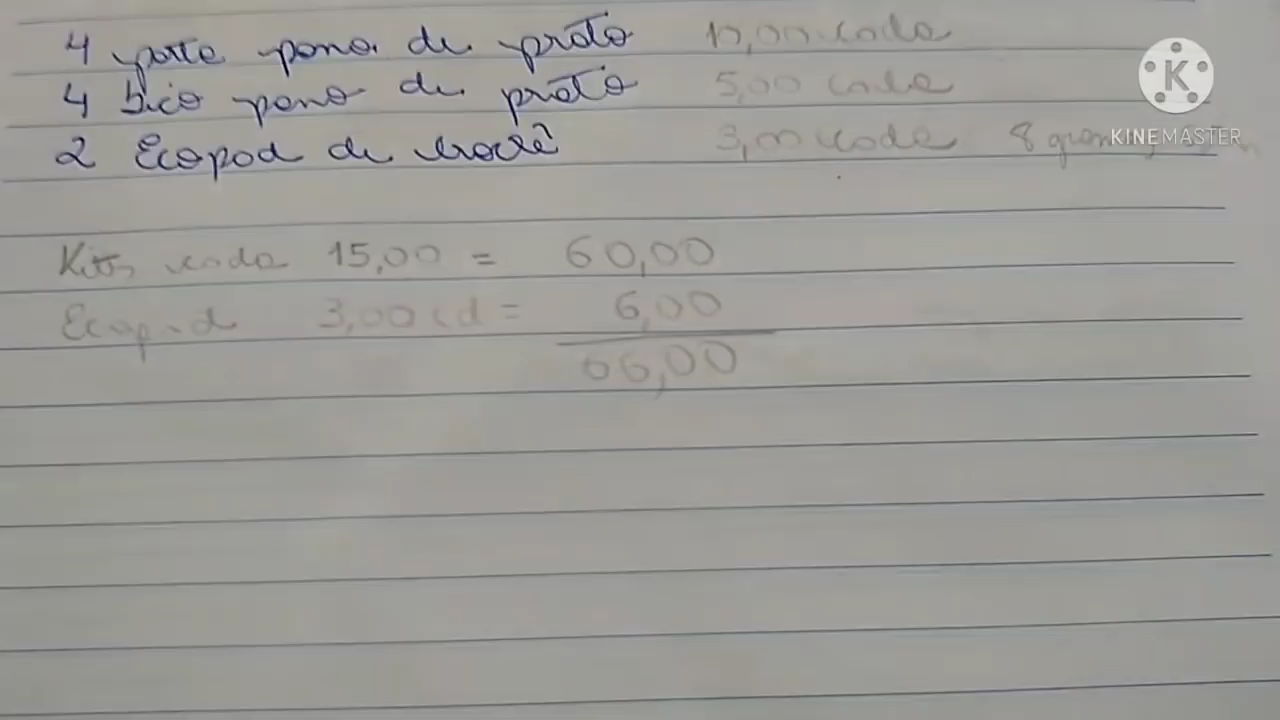 4 porta pano de prato 10,00 cada
4 bico pano de prato 5,00 cada
2 Ecopad de crochê 3,00 cada 8
KINEMASTER
Kits cada 15,00 = 60,00
Ecopad 3,00 cd = 6,00
66,00